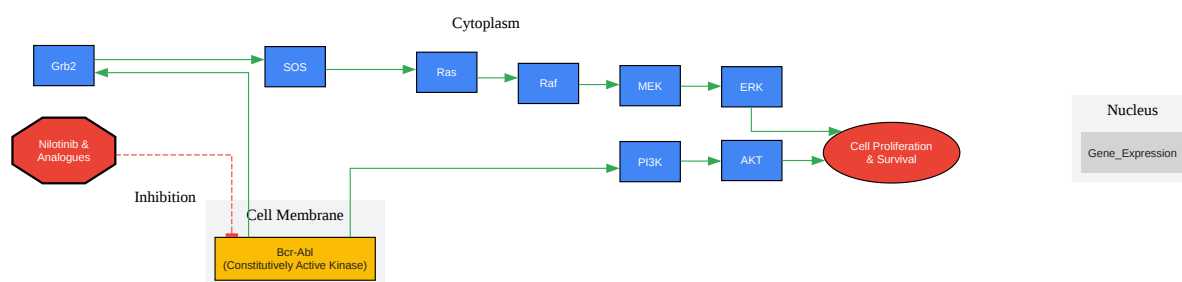 Cytoplasm
Grb2
SOS
Ras
Raf
MEK
ERK
Nucleus
Nilotinib &
Analogues
PI3K
AKT
Cell Proliferation
& Survival
Gene_Expression
Inhibition
Cell Membrane
Bcr-Abl
(Constitutively Active Kinase)